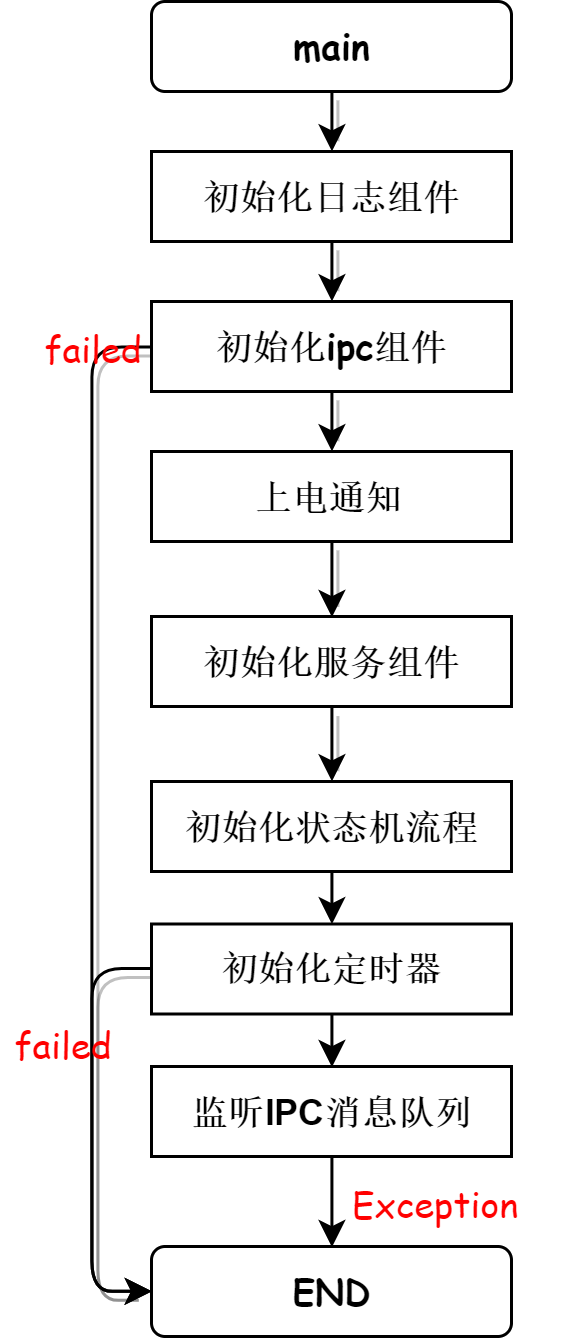 main
初始化日志组件
failed
初始化ipc组件
上电通知
初始化服务组件
初始化状态机流程
初始化定时器
failed
监听IPC消息队列
Exception
END